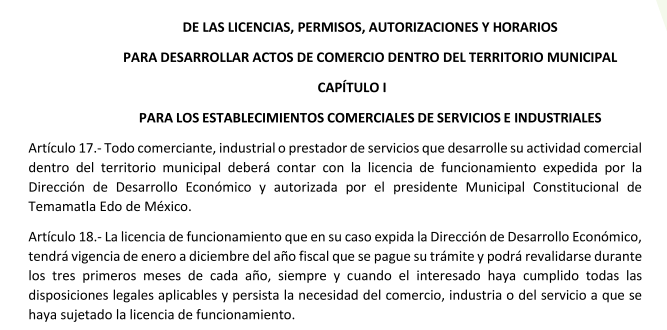 DE LAS LICENCIAS, PERMISOS, AUTORIZACIONES Y HORARIOS
PARA DESARROLLAR ACTOS DE COMERCIO DENTRO DEL TERRITORIO MUNICIPAL
CAPÍTULO I
PARA LOS ESTABLECIMIENTOS COMERCIALES DE SERVICIOS E INDUSTRIALES
Artículo 17.- Todo comerciante, industrial o prestador de servicios que desarrolle su actividad comercial
dentro del territorio municipal deberá contar con la licencia de funcionamiento expedida por la
Dirección de Desarrollo Económico y autorizada por el presidente Municipal Constitucional de
Temamatla Edo de México.
Artículo 18.- La licencia de funcionamiento que en su caso expida la Dirección de Desarrollo Económico,
tendrá vigencia de enero a diciembre del año fiscal que se pague su trámite y podrá revalidarse durante
los tres primeros meses de cada año, siempre y cuando el interesado haya cumplido todas las
disposiciones legales aplicables y persista la necesidad del comercio, industria o del servicio a que se
haya sujetado la licencia de funcionamiento.